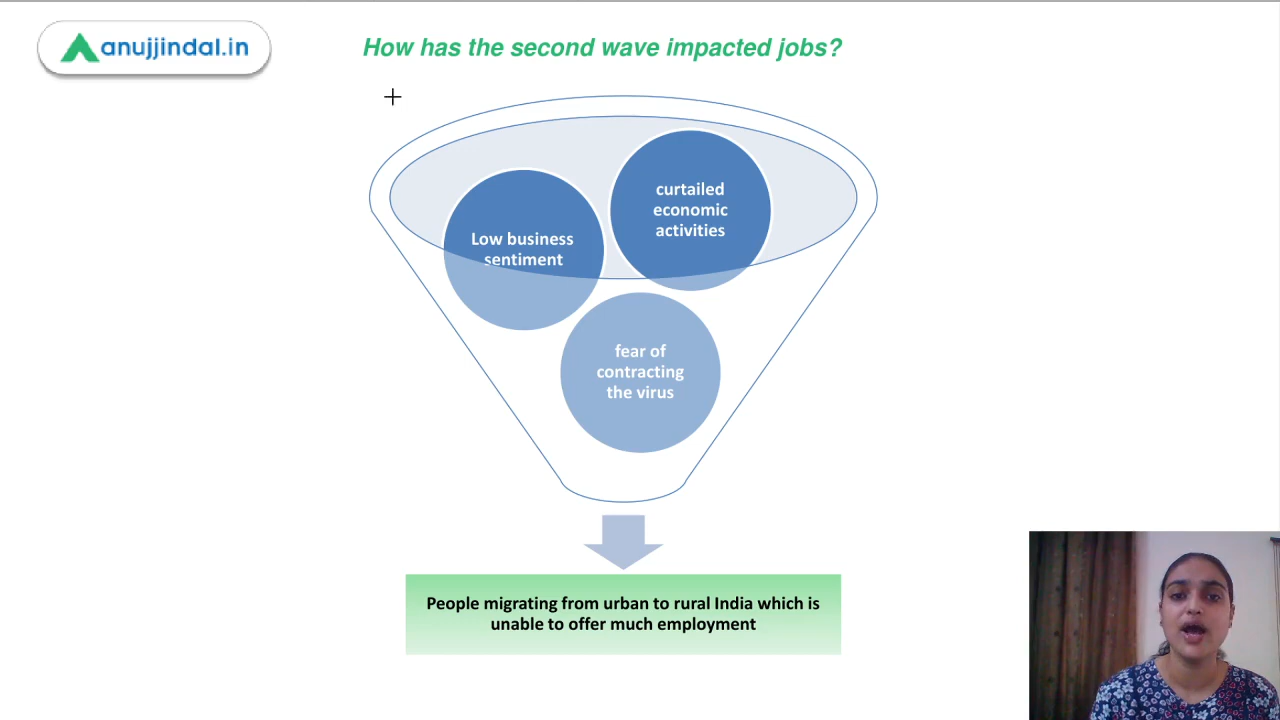 anujjindal.in
How has the second wave impacted jobs?
curtailed
economic
activities
Low business
sentiment
fear of
contracting
the virus
People migrating from urban to rural India which is
unable to offer much employment